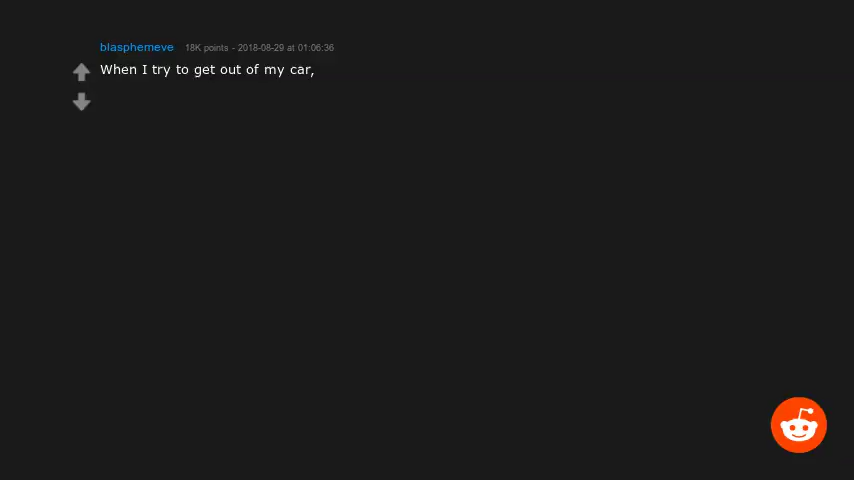 blasphemeve 18K points - 2018-08-29 at 01:06:36
When I try to get out of my car,